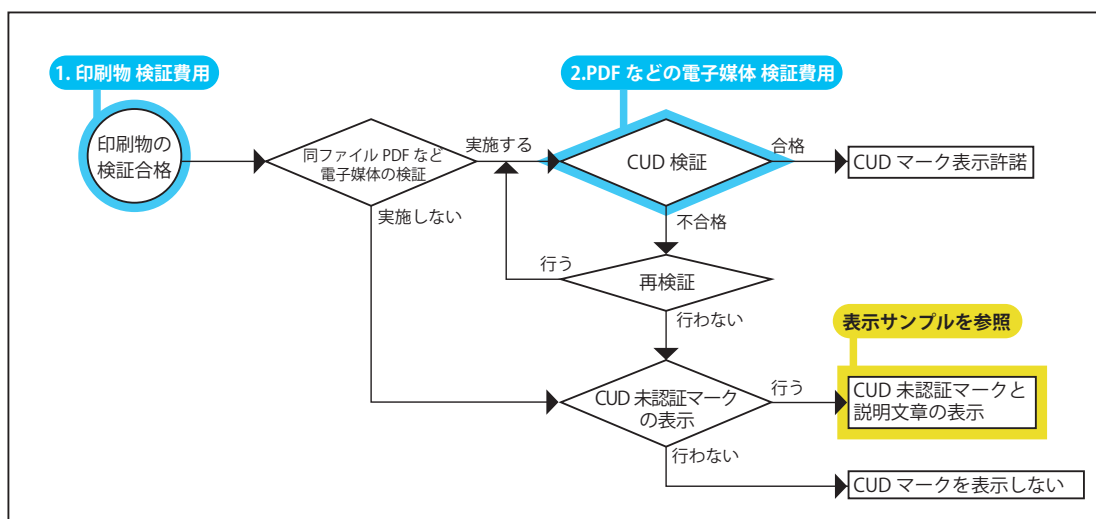 1. 印刷物 検証費用
2.PDF などの電子媒体 検証費用
印刷物の
検証合格
同ファイル PDF など
電子媒体の検証
実施する
CUD 検証
合格
CUD マーク表示許諾
実施しない
不合格
行う
再検証
行わない
表示サンプルを参照
CUD 未認証マーク
の表示
行う
CUD 未認証マークと
説明文章の表示
行わない
CUD マークを表示しない